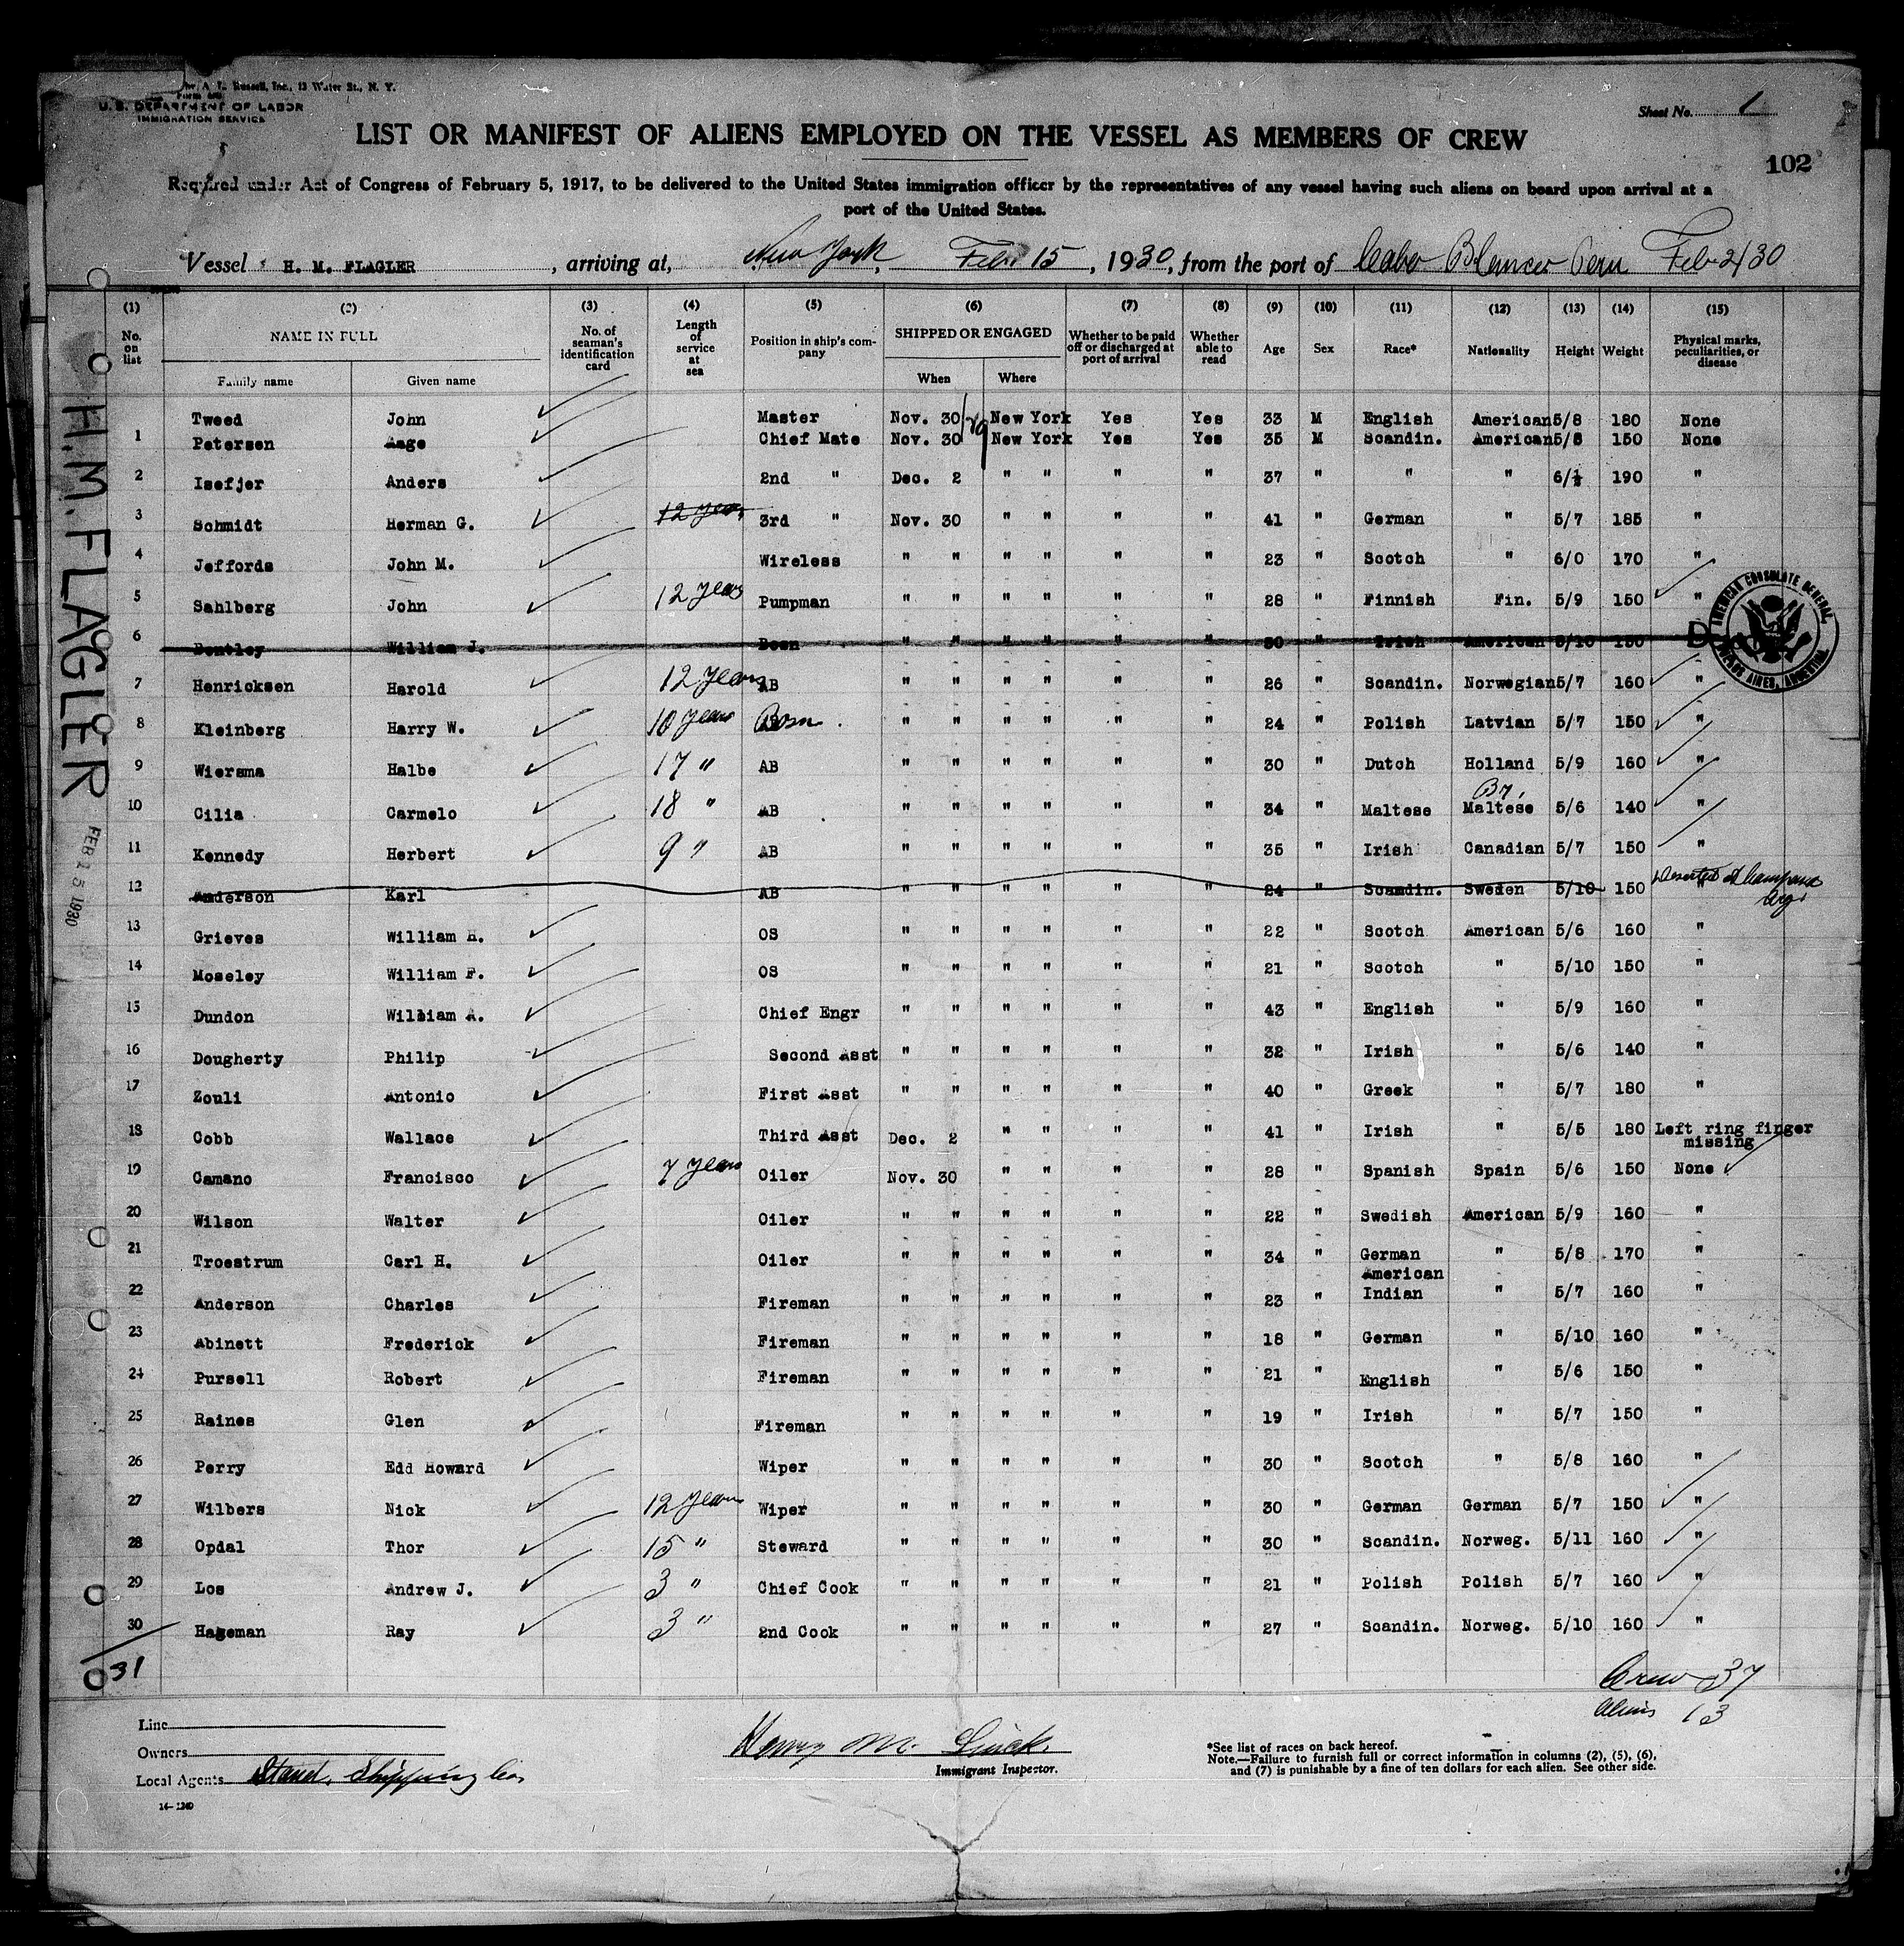 Sheet No. 1
U. S. DEPARTMENT OF LABOR
IMMIGRATION SERVICE
LIST OR MANIFEST OF ALIENS EMPLOYED ON THE VESSEL AS MEMBERS OF CREW
102
Required under Act of Congress of February 5, 1917, to be delivered to the United States immigration officer by the representatives of any vessel having such aliens on board upon arrival at a
port of the United States.
Vessel H. M. FLAGLER, arriving at, New York, Feb. 15, 1930, from the port of Cabo Blanco Peru Feb 2/30
(1) (2) (3) (4) (5) (6) (7) (8) (9) (10) (11) (12) (13) (14) (15)
No. on list NAME IN FULL No. of seaman's identification card Length of service at sea Position in ship's company SHIPPED OR ENGAGED Whether to be paid off or discharged at port of arrival Whether able to read Age Sex Race* Nationality Height Weight Physical marks, peculiarities, or disease
Family name Given name When Where
Tweed John Master Nov. 30/29 New York Yes Yes 33 M English American 5/8 180 None
1 Petersen Aage Chief Mate Nov. 30 New York Yes Yes 35 M Scandin. American 5/8 150 None
2 Isefjer Anders 2nd " Dec. 2 " " " " 37 " " " 6/½ 190 "
3 Schmidt Herman G. 12 years 3rd " Nov. 30 " " " " 41 " German " 5/7 185 "
4 Jeffords John M. Wireless " " " " " " 23 " Scotch " 6/0 170 "
5 Sahlberg John 12 years Pumpman " " " " " " 28 " Finnish Fin. 5/9 150 "
6 Bentley William J. Bosn " " " " " " 30 " Irish American 5/10 150 D
7 Henricksen Harold 12 years AB " " " " " " 26 " Scandin. Norwegian 5/7 160 "
8 Kleinberg Harry W. 10 years Bosn " " " " " " 24 " Polish Latvian 5/7 150 "
9 Wiersma Halbe 17 " AB " " " " " " 30 " Dutch Holland 5/9 160 "
Br.
10 Cilia Carmelo 18 " AB " " " " " " 34 " Maltese Maltese 5/6 140 "
11 Kennedy Herbert 9 " AB " " " " " " 35 " Irish Canadian 5/7 150 "
12 Anderson Karl AB " " " " " " 24 " Scandin. Sweden 5/10 150 " Deserted at Campana Arg.
13 Grieves William H. OS " " " " " " 22 " Scotch American 5/6 160 "
14 Moseley William F. OS " " " " " " 21 " Scotch " 5/10 150 "
15 Dundon William A. Chief Engr " " " " " " 43 " English " 5/9 160 "
16 Dougherty Philip Second Asst " " " " " " 32 " Irish " 5/6 140 "
17 Zouli Antonio First Asst " " " " " " 40 " Greek " 5/7 180 "
18 Cobb Wallace Third Asst Dec. 2 " " " " 41 " Irish " 5/5 180 Left ring finger
missing
19 Camano Francisco 7 years Oiler Nov. 30 " " " " 28 " Spanish Spain 5/6 150 None
20 Wilson Walter Oiler " " " " " " 22 " Swedish American 5/9 160 "
21 Troestrum Carl H. Oiler " " " " " " 34 " German " 5/8 170 "
American
22 Anderson Charles Fireman " " " " " " 23 " Indian " 5/7 160 "
23 Abinett Frederick Fireman " " " " " " 18 " German " 5/10 160 "
24 Pursell Robert Fireman " " " " " " 21 " English " 5/6 150 "
25 Raines Glen Fireman " " " " " " 19 " Irish " 5/7 150 "
26 Perry Edd Howard Wiper " " " " " " 30 " Scotch " 5/8 160 "
27 Wilbers Nick 12 years Wiper " " " " " " 30 " German German 5/7 150 "
28 Opdal Thor 15 " Steward " " " " " " 30 " Scandin. Norweg. 5/11 160 "
29 Los Andrew J. 3 " Chief Cook " " " " " " 21 " Polish Polish 5/7 160 "
30 Hageman Ray 3 " 2nd Cook " " " " " " 27 " Scandin. Norweg. 5/10 160 "
31
Crew 37
Aliens 13
Line
Owners
Local Agents Stand. Shipping Co.
14-1240
Henry M.
Immigrant Inspector.
*See list of races on back hereof.
Note.—Failure to furnish full or correct information in columns (2), (5), (6),
and (7) is punishable by a fine of ten dollars for each alien. See other side.
H.M. FLAGLER
FEB 15 1930
AMERICAN CONSULATE GENERAL
BUENOS AIRES, ARGENTINA